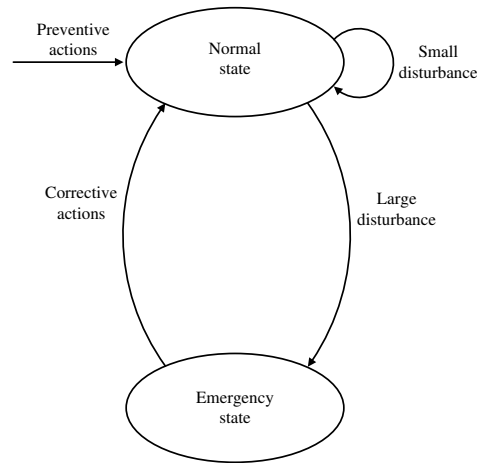 Preventive
actions
Normal
state
Small
disturbance
Corrective
actions
Large
disturbance
Emergency
state